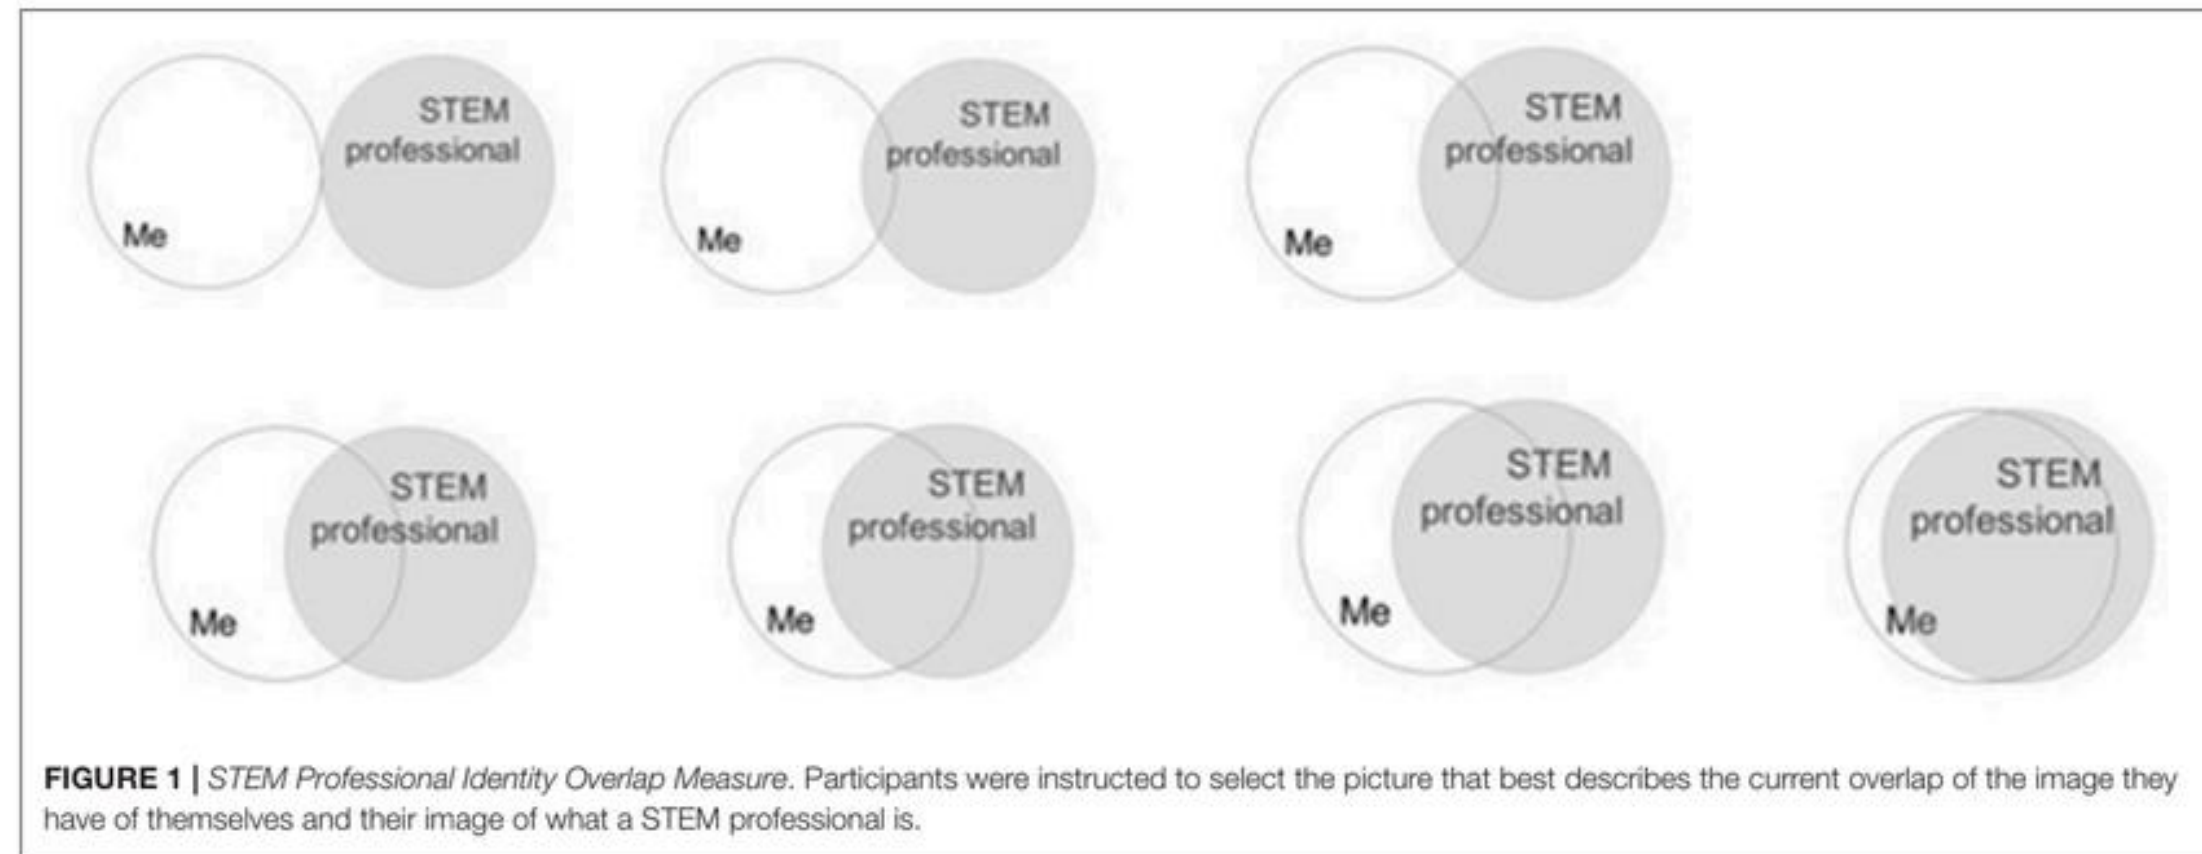 STEM
professional
Me
STEM
professional
Me
STEM
professional
Me
STEM
professional
Me
STEM
professional
Me
STEM
professional
Me
STEM
professional
Me
FIGURE 1 | STEM Professional Identity Overlap Measure. Participants were instructed to select the picture that best describes the current overlap of the image they
have of themselves and their image of what a STEM professional is.